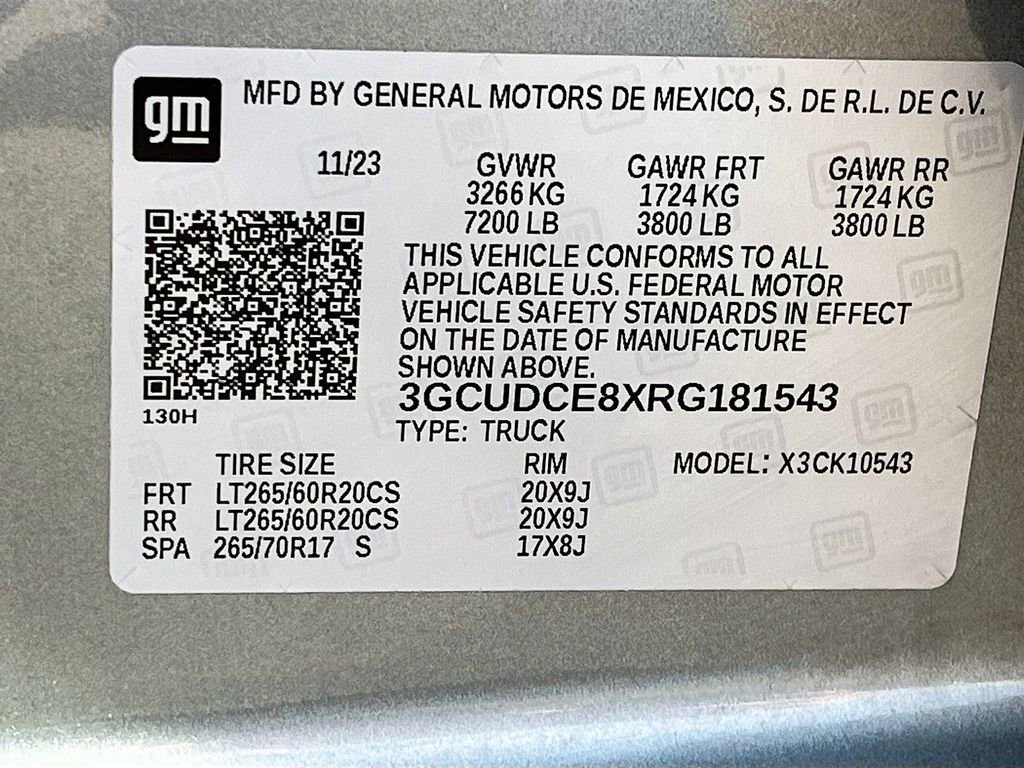 gm MFD BY GENERAL MOTORS DE MEXICO, S. DE R.L. DE C.V.
11/23 GVWR GAWR FRT GAWR RR
3266 KG 1724 KG 1724 KG
7200 LB 3800 LB 3800 LB
THIS VEHICLE CONFORMS TO ALL
APPLICABLE U.S. FEDERAL MOTOR
VEHICLE SAFETY STANDARDS IN EFFECT
ON THE DATE OF MANUFACTURE
SHOWN ABOVE.
3GCUDCE8XRG181543
130H
TYPE: TRUCK
TIRE SIZE RIM MODEL: X3CK10543
FRT LT265/60R20CS 20X9J
RR LT265/60R20CS 20X9J
SPA 265/70R17 S 17X8J